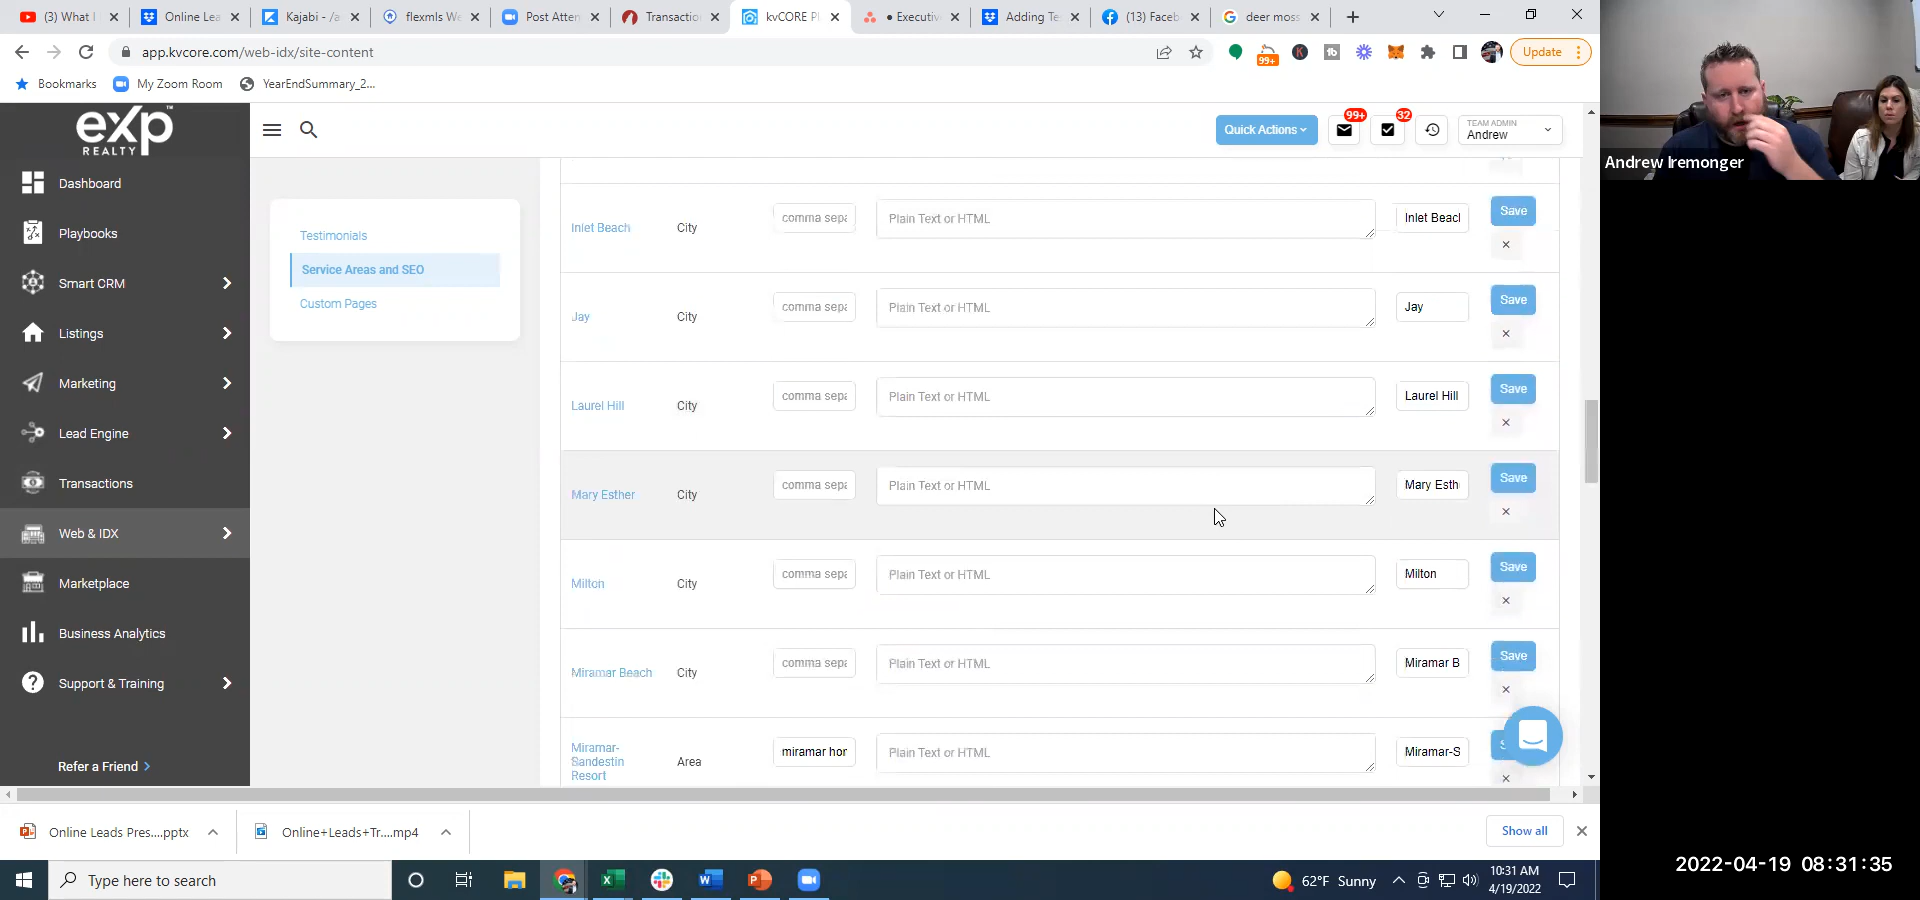 (3) What I
Online Lea
Kajabi - /a
flexmls We
Post Atten
Transactio
kvCORE Pl
• Executiv
Adding Te
(13) Faceb
deer moss
app.kvcore.com/web-idx/site-content
99+
Update
Bookmarks
My Zoom Room
YearEndSummary_2...
eXp
REALTY
Quick Actions
99+
32
TEAM ADMIN
Andrew
Dashboard
Playbooks
Smart CRM
Listings
Marketing
Lead Engine
Transactions
Web & IDX
Marketplace
Business Analytics
Support & Training
Refer a Friend
Testimonials
Service Areas and SEO
Custom Pages
Inlet Beach City comma sepa Plain Text or HTML Inlet Beacl Save
Jay City comma sepa Plain Text or HTML Jay Save
Laurel Hill City comma sepa Plain Text or HTML Laurel Hill Save
Mary Esther City comma sepa Plain Text or HTML Mary Esth Save
Milton City comma sepa Plain Text or HTML Milton Save
Miramar Beach City comma sepa Plain Text or HTML Miramar B Save
Miramar-
Sandestin
Resort
Area miramar hor Plain Text or HTML Miramar-S S
Andrew Iremonger
Online Leads Pres....pptx
Online+Leads+Tr....mp4
Show all
Type here to search
62°F Sunny
10:31 AM
4/19/2022
2022-04-19 08:31:35